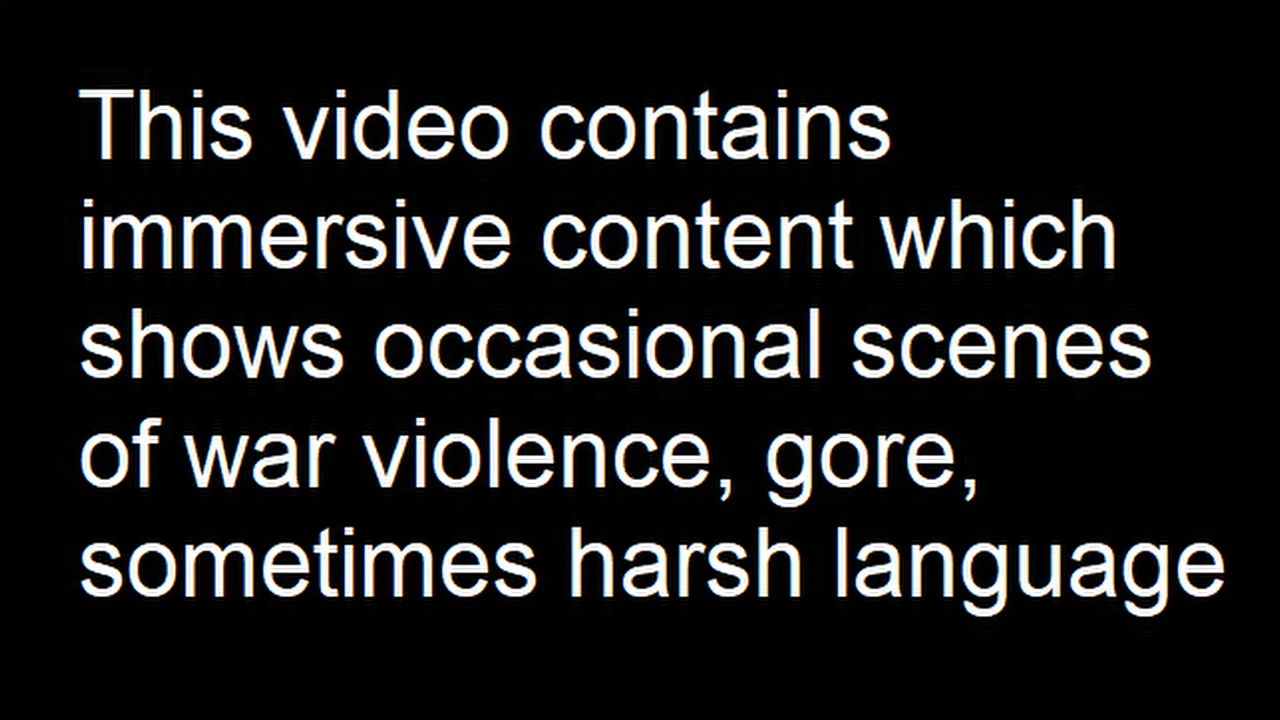 This video contains
immersive content which
shows occasional scenes
of war violence, gore,
sometimes harsh language